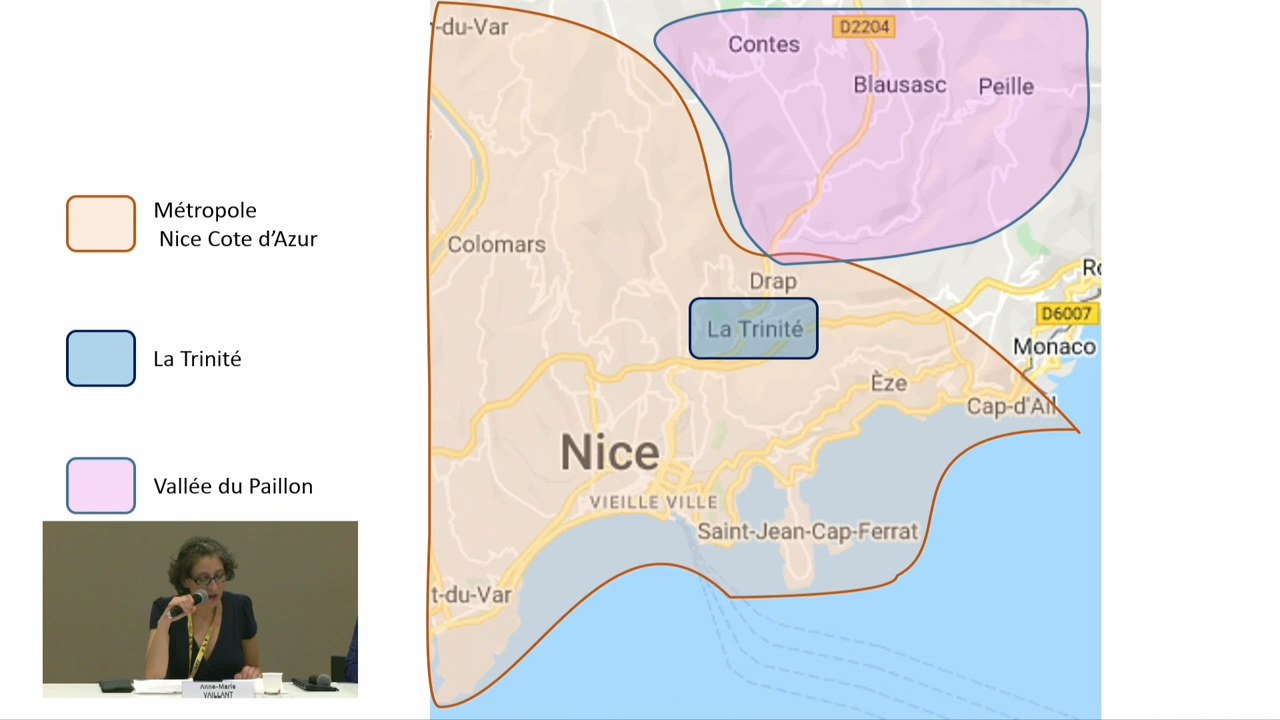 Métropole
Nice Cote d'Azur
La Trinité
Vallée du Paillon
Anne-Marie
VAILLANT
-du-Var
D2204
Contes
Blausasc
Peille
Colomars
Drap
D6007
La Trinité
Monaco
Èze
Cap-d'Ail
Nice
VIEILLE VILLE
Saint-Jean-Cap-Ferrat
t-du-Var